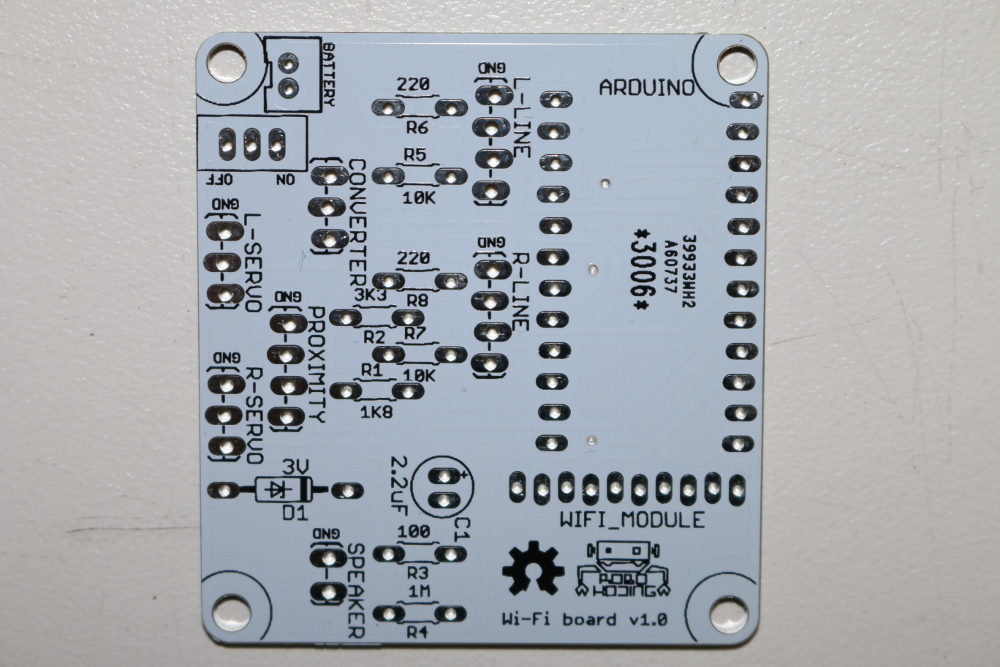 BATTERY
OFF
ON
220
R6
R5
10K
GND
L-LINE
ARDUINO
CONVERTER
GND
L-SERVO
220
R8
3K3
R2
R7
10K
R1
1K8
GND
R-LINE
GND
PROXIMITY
GND
R-SERVO
39933MH2
A60737
*3006*
3V
D1
2.2uF
+
C1
WIFI_MODULE
GND
SPEAKER
100
R3
1M
R4
Wi-Fi board v1.0